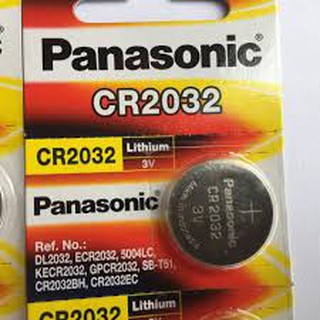 Panasonic
CR2032
CR2032 Lithium
3V
Panasonic
Ref. No.:
DL2032, ECR2032, 5004LC,
KECR2032, GPCR2032, SB-T51,
CR2032BH, CR2032EC
Panasonic
CR2032
3V
+
CR2032 Lithium